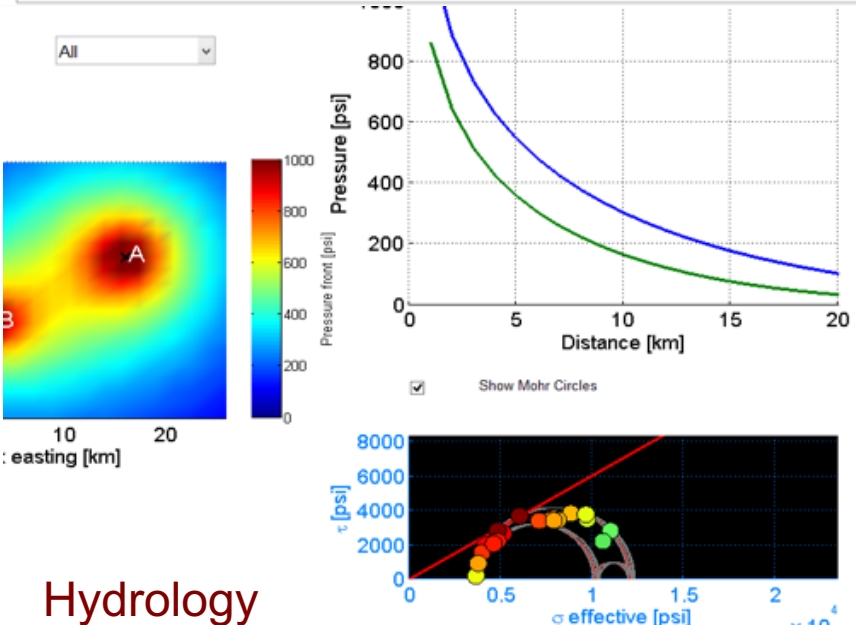 All
B
A
10
20
: easting [km]
1000
800
600
400
200
0
Pressure front [psi]
800
600
400
200
0
Pressure [psi]
0
5
10
15
20
Distance [km]
Show Mohr Circles
8000
6000
4000
2000
0
τ [psi]
0
0.5
1
1.5
2
σ effective [psi]
Hydrology